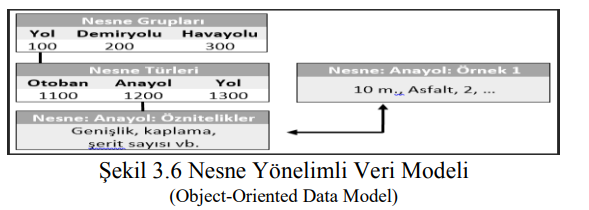 Nesne Grupları
Yol Demiryolu Havayolu
100 200 300
Nesne Türleri
Otoban Anayol Yol
1100 1200 1300
Nesne: Anayol: Öznitelikler
Genişlik, kaplama,
şerit sayısı vb.
Nesne: Anayol: Örnek 1
10 m., Asfalt, 2, ...
Şekil 3.6 Nesne Yönelimli Veri Modeli
(Object-Oriented Data Model)